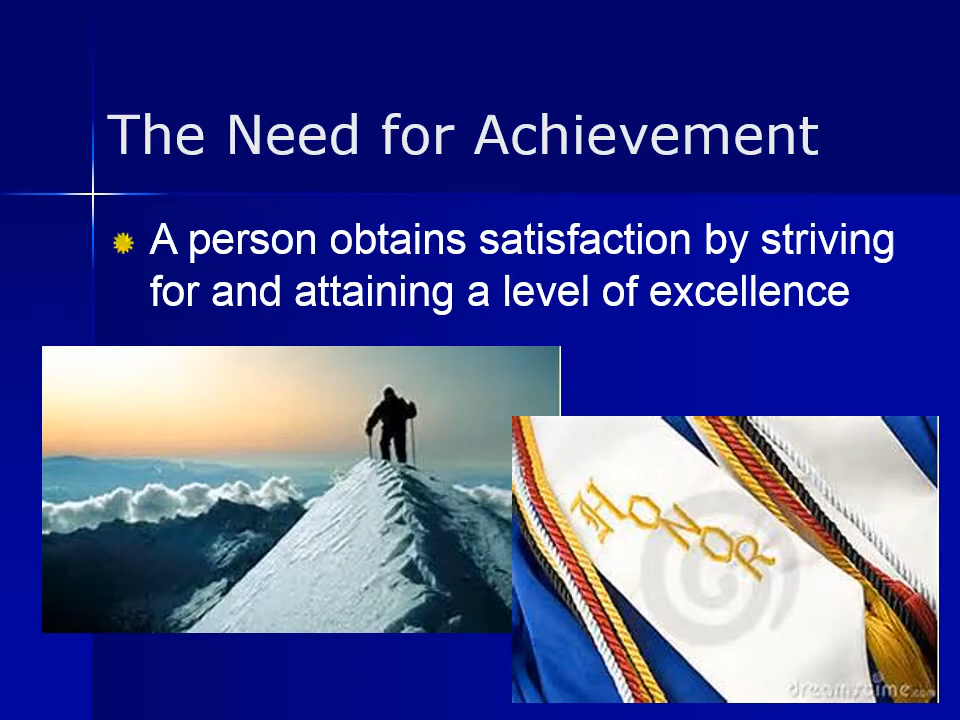 The Need for Achievement
A person obtains satisfaction by striving
for and attaining a level of excellence
HONOR
dreamstime.com